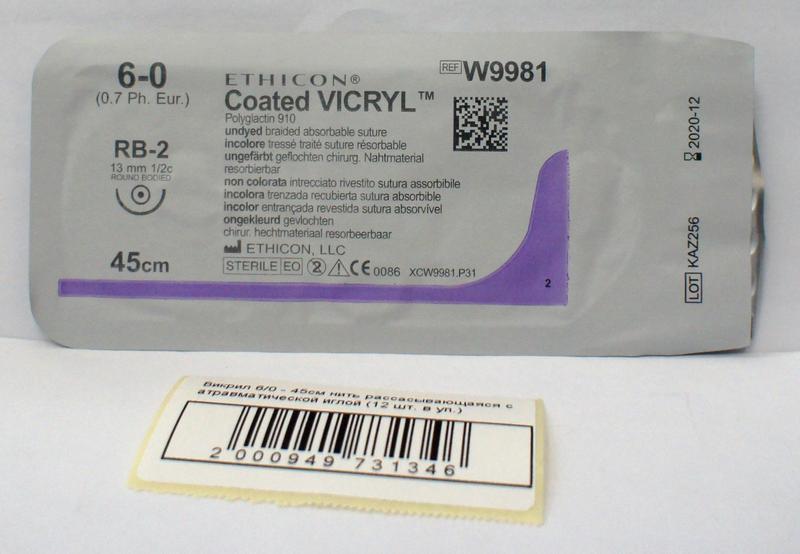 6-0
(0.7 Ph. Eur.)
RB-2
13 mm 1/2c
ROUND BODIED
45cm
ETHICON®
Coated VICRYL™
Polyglactin 910
undyed braided absorbable suture
incolore tressé traité suture résorbable
ungefärbt geflochten chirurg. Nahtmaterial
resorbierbar
non colorata intrecciato rivestito sutura assorbibile
incolora trenzada recubierta sutura absorbible
incolor entrançada revestida sutura absorvível
ongekleurd gevlochten
chirur. hechtmateriaal resorbeerbaar
ETHICON, LLC
STERILE EO 2 CE 0086 XCW9981.P31
REF W9981
2
2020-12
LOT KAZ256
Викрил 6/0 - 45см нить рассасывающаяся с
атравматической иглой (12 шт. в уп.)
2 000949 731346